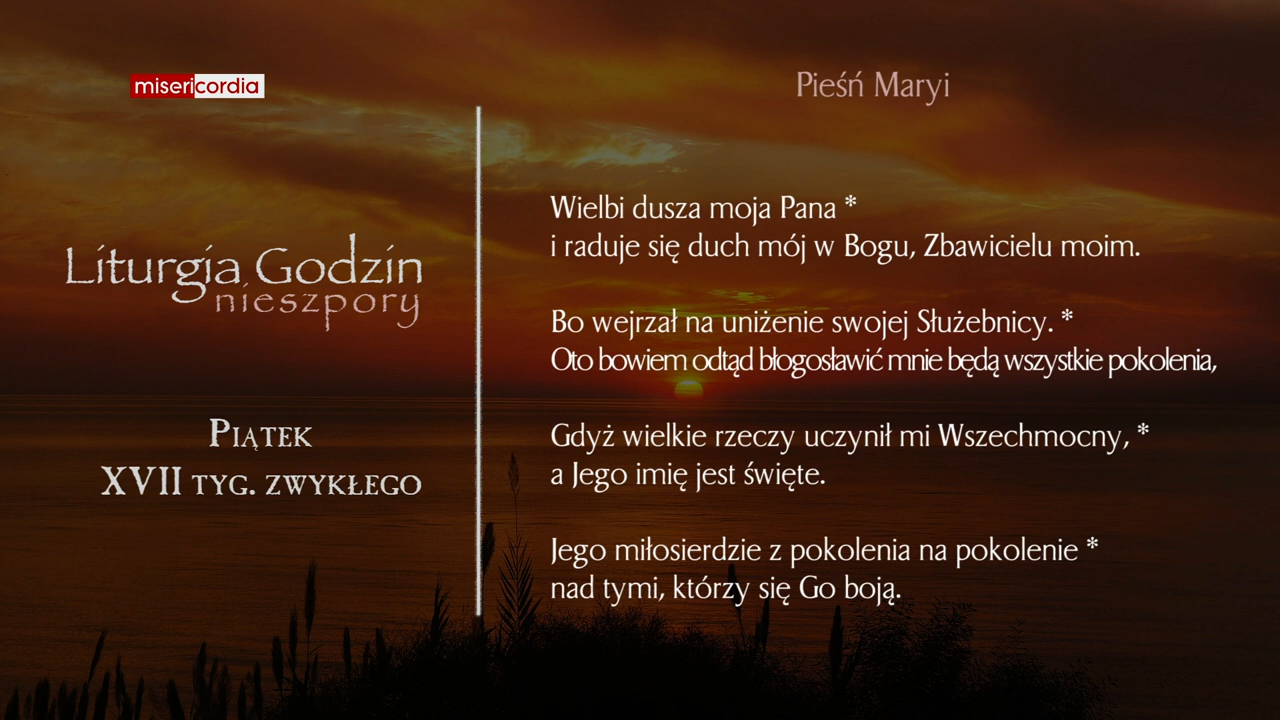 misericordia
Liturgia Godzin
nieszpory
Piątek
XVII tyg. zwykłego
Pieśń Maryi
Wielbi dusza moja Pana *
i raduje się duch mój w Bogu, Zbawicielu moim.
Bo wejrzał na uniżenie swojej Służebnicy. *
Oto bowiem odtąd błogosławić mnie będą wszystkie pokolenia,
Gdyż wielkie rzeczy uczynił mi Wszechmocny, *
a Jego imię jest święte.
Jego miłosierdzie z pokolenia na pokolenie *
nad tymi, którzy się Go boją.